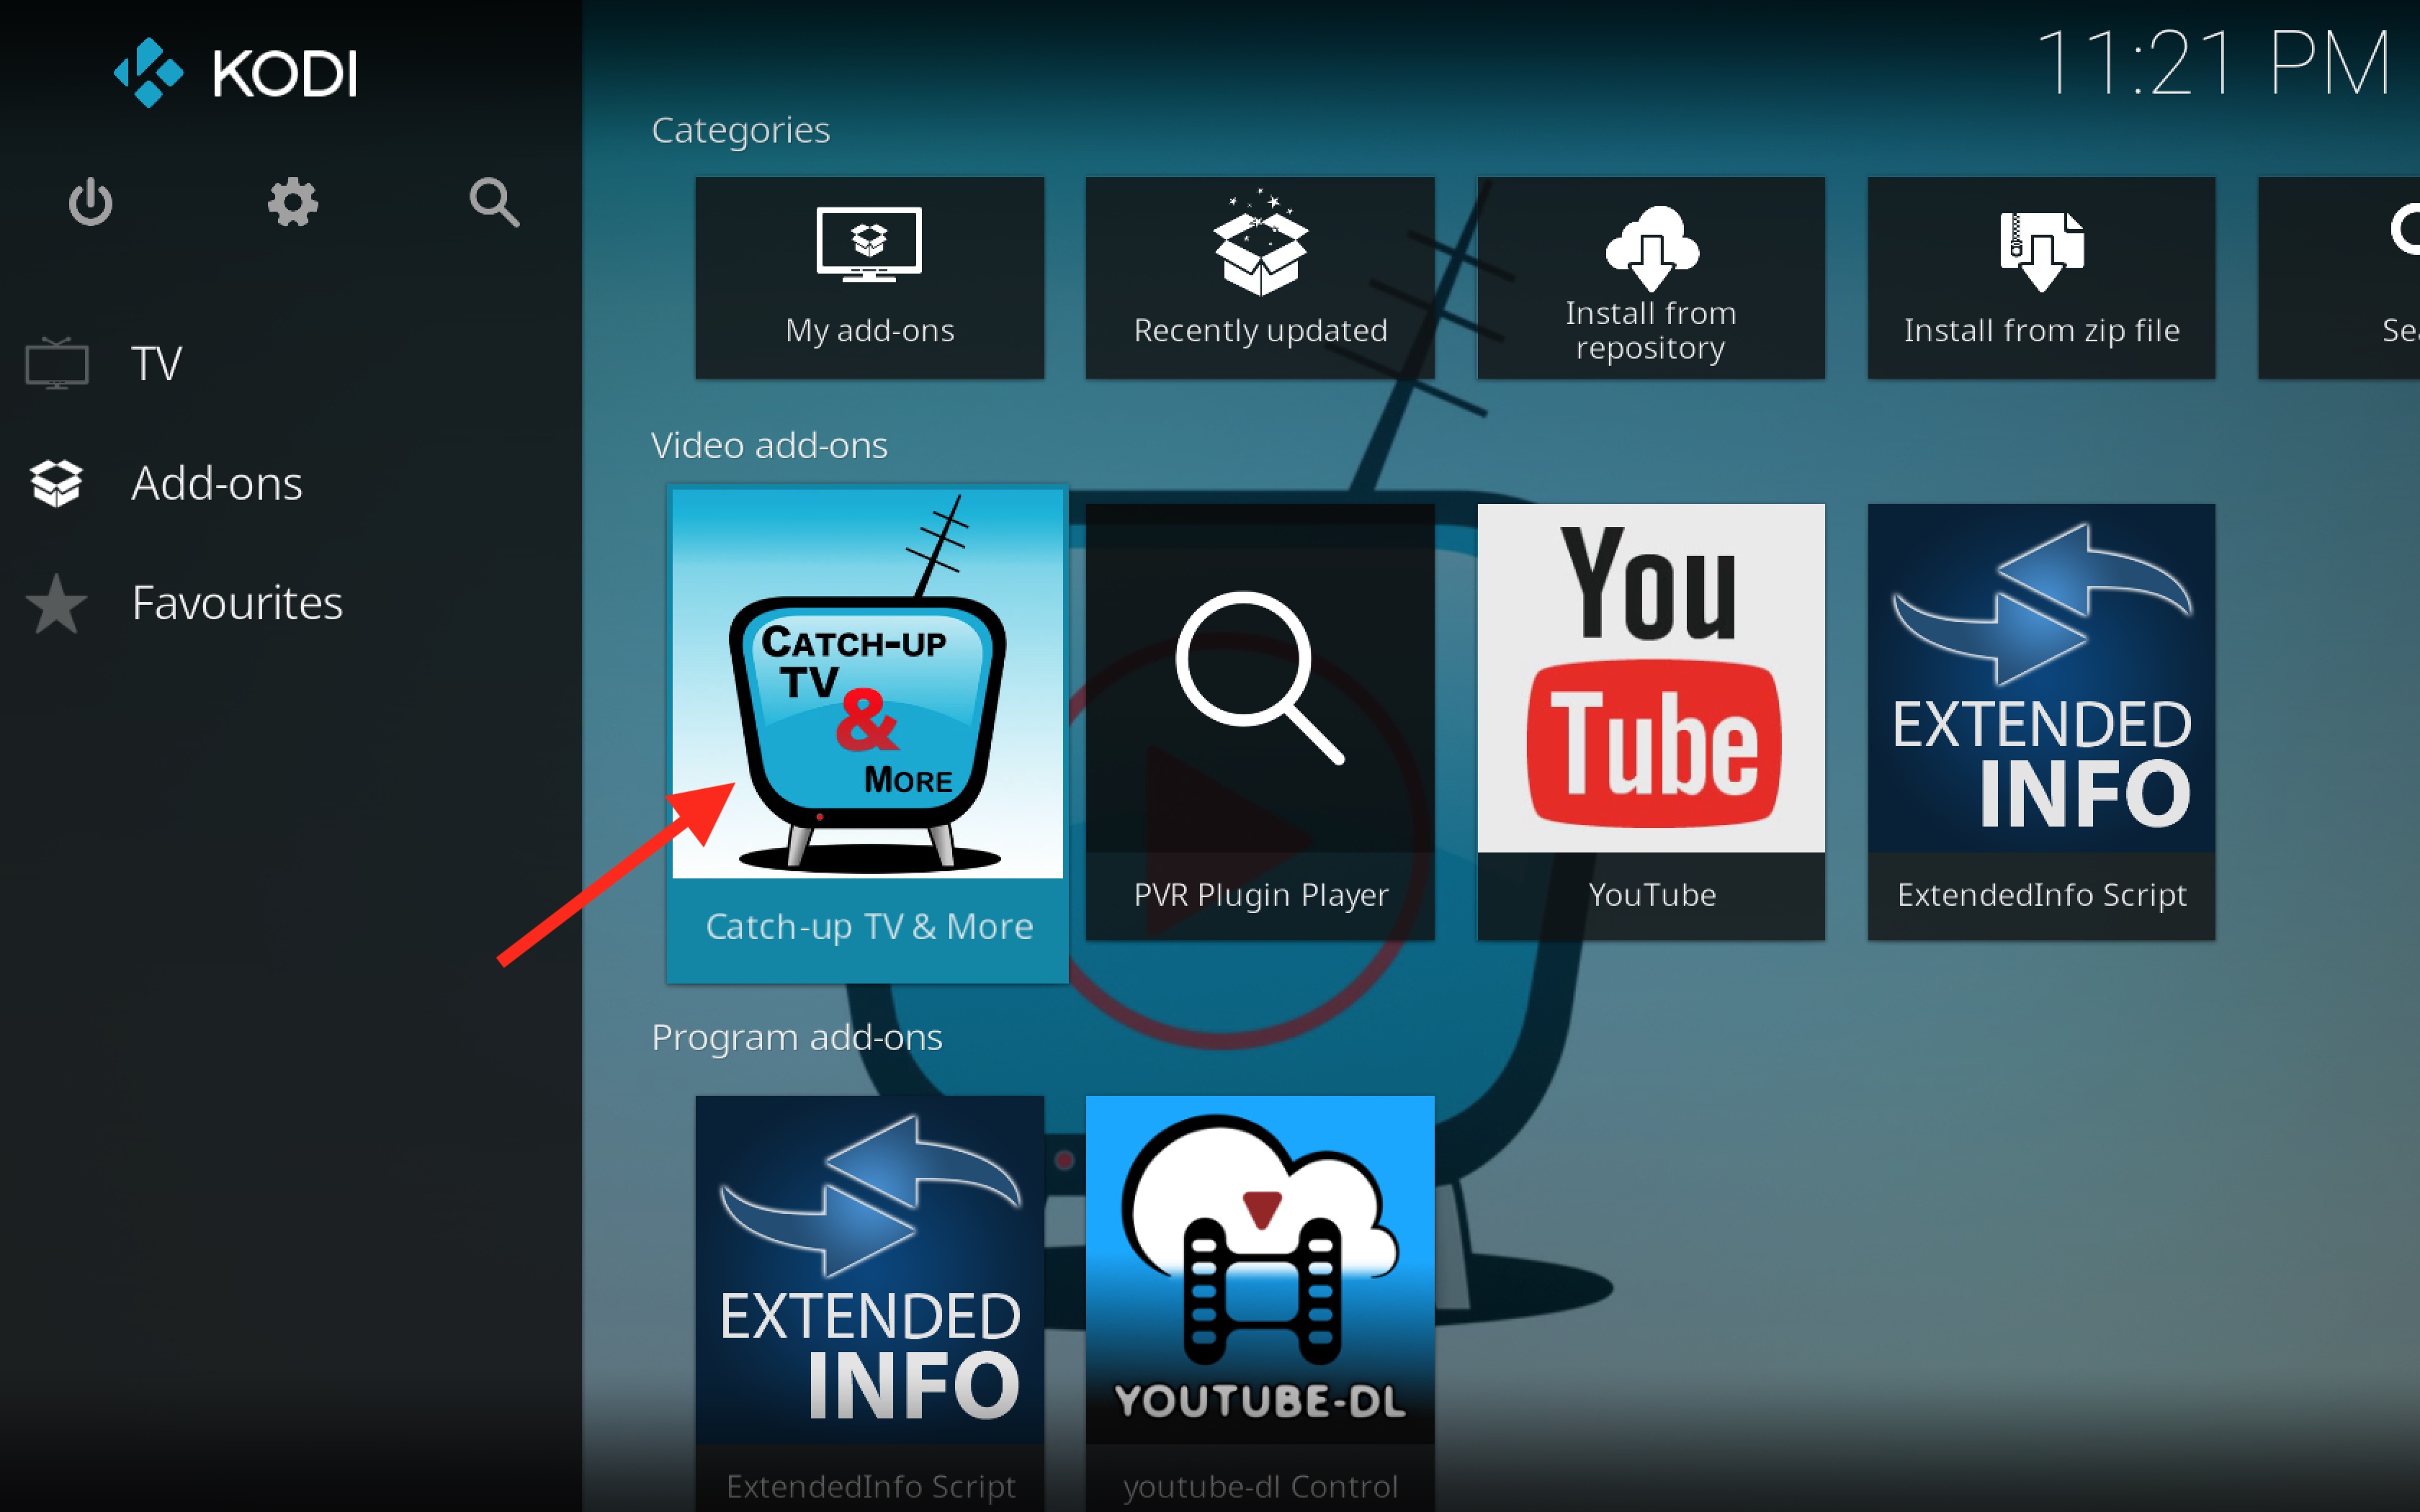 KODI
11:21 PM
TV
Add-ons
Favourites
Categories
My add-ons
Recently updated
Install from
repository
Install from zip file
Video add-ons
CATCH-UP
TV
&
MORE
Catch-up TV & More
PVR Plugin Player
You
Tube
YouTube
EXTENDED
INFO
ExtendedInfo Script
Program add-ons
EXTENDED
INFO
ExtendedInfo Script
YOUTUBE-DL
youtube-dl Control